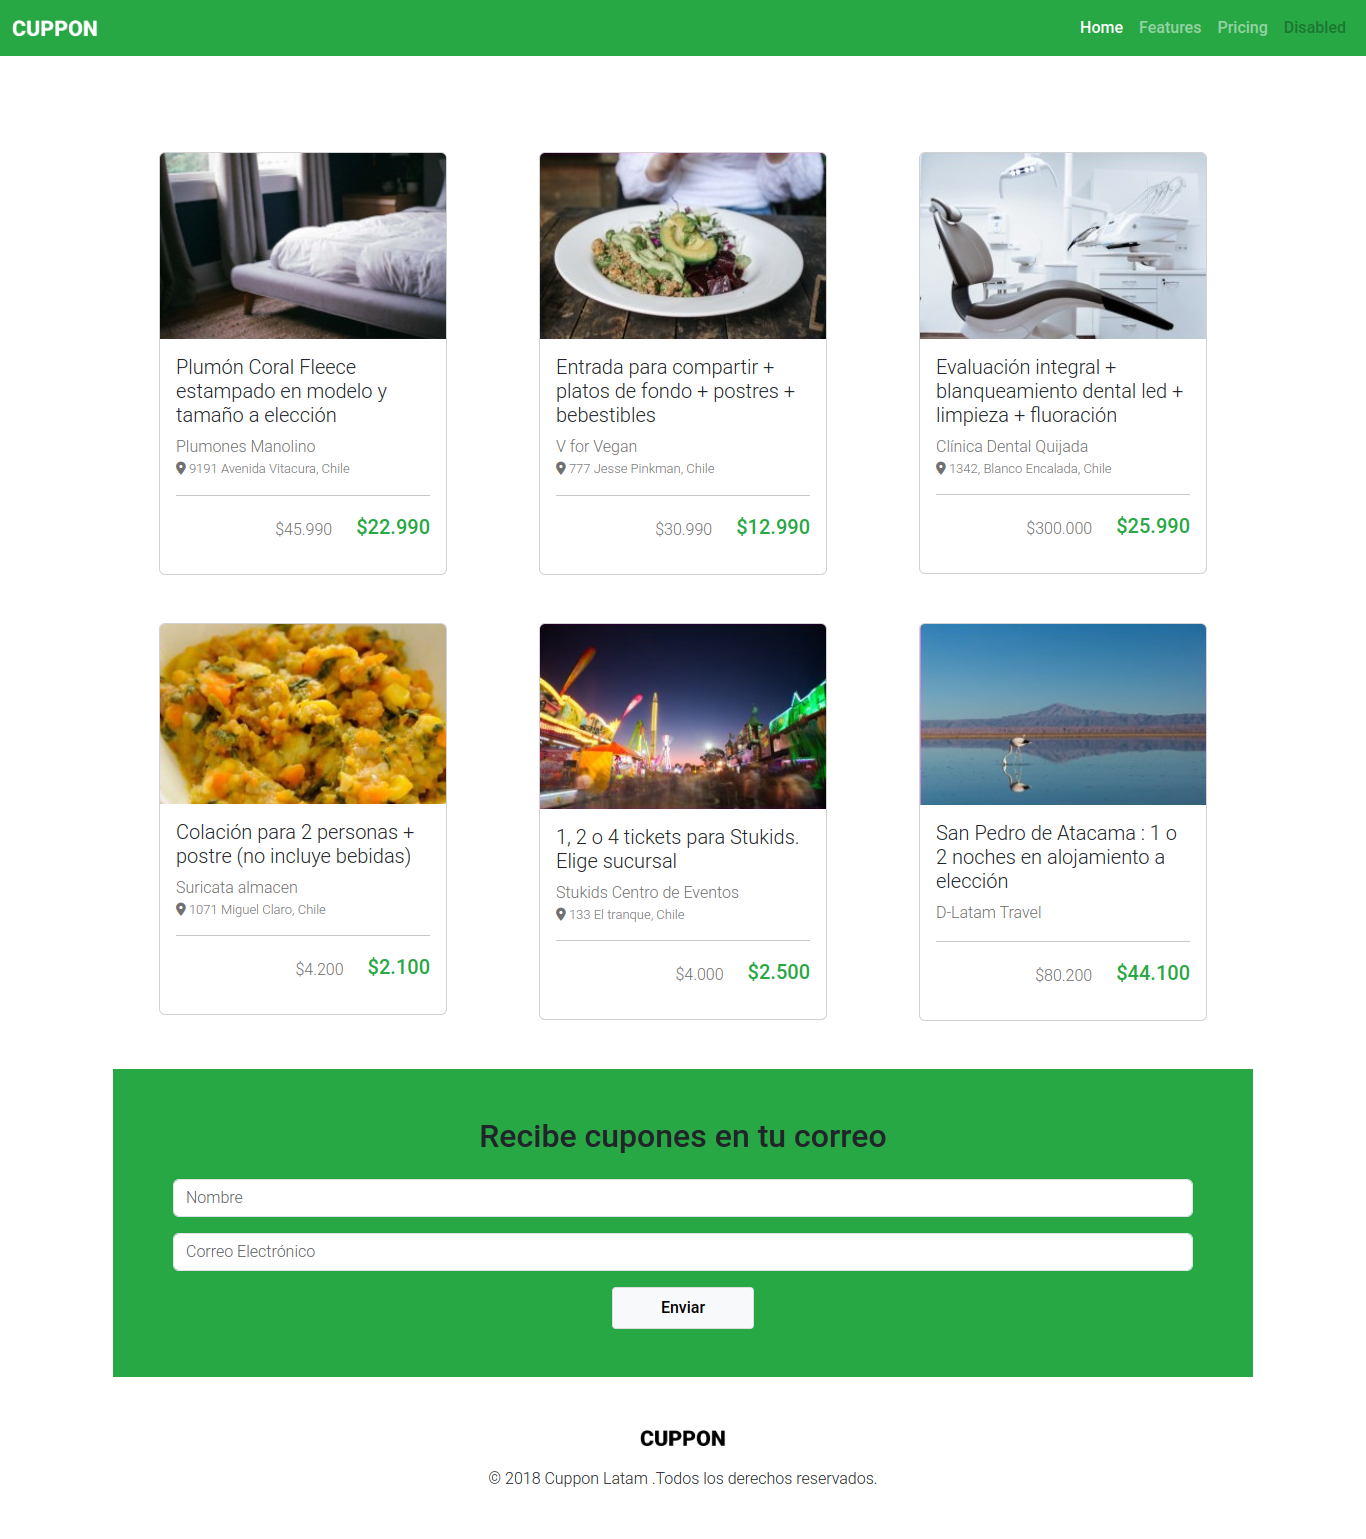 CUPPON
Home Features Pricing Disabled
Plumón Coral Fleece
estampado en modelo y
tamaño a elección
Plumones Manolino
9191 Avenida Vitacura, Chile
$45.990 $22.990
Entrada para compartir +
platos de fondo + postres +
bebestibles
V for Vegan
777 Jesse Pinkman, Chile
$30.990 $12.990
Evaluación integral +
blanqueamiento dental led +
limpieza + fluoración
Clínica Dental Quijada
1342, Blanco Encalada, Chile
$300.000 $25.990
Colación para 2 personas +
postre (no incluye bebidas)
Suricata almacen
1071 Miguel Claro, Chile
$4.200 $2.100
1, 2 o 4 tickets para Stukids.
Elige sucursal
Stukids Centro de Eventos
133 El tranque, Chile
$4.000 $2.500
San Pedro de Atacama : 1 o
2 noches en alojamiento a
elección
D-Latam Travel
$80.200 $44.100
Recibe cupones en tu correo
Nombre
Correo Electrónico
Enviar
CUPPON
© 2018 Cuppon Latam .Todos los derechos reservados.